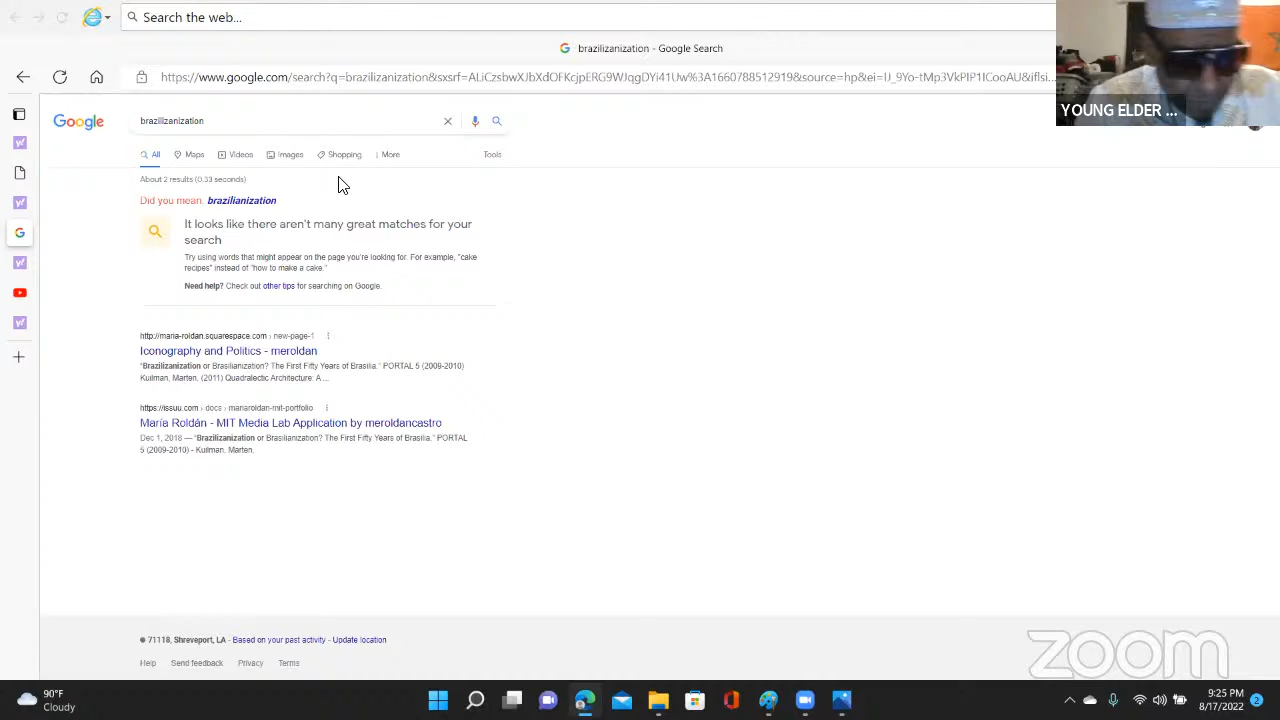 Search the web...
brazilizanization - Google Search
https://www.google.com/search?q=brazilizanization&sxsrf=ALiCzsbwXJbXdOFKgjpERG9WJqgDYi41Uw%3A1660788512919&source=hp&ei=
YOUNG ELDER ...
Google
brazilizanization
All Maps Videos Images Shopping More Tools
About 2 results (0.33 seconds)
Did you mean: brazilianization
It looks like there aren't many great matches for your
search
Try using words that might appear on the page you're looking for. For example, "cake
recipes" instead of "how to make a cake."
Need help? Check out other tips for searching on Google.
http://maria-roldan.squarespace.com › new-page-1
Iconography and Politics - meroldan
"Brazilizanization or Brasilianization? The First Fifty Years of Brasilia." PORTAL 5 (2009-2010)
Kuilman, Marten. (2011) Quadralectic Architecture: A ...
https://issuu.com › docs › mariaroldan-mit-portfolio
María Roldán - MIT Media Lab Application by meroldancastro
Dec 1, 2018 — "Brazilizanization or Brasilianization? The First Fifty Years of Brasilia." PORTAL
5 (2009-2010) - Kuilman, Marten.
71118, Shreveport, LA - Based on your past activity - Update location
Help Send feedback Privacy Terms
zoom
90°F
Cloudy
9:25 PM
8/17/2022
2